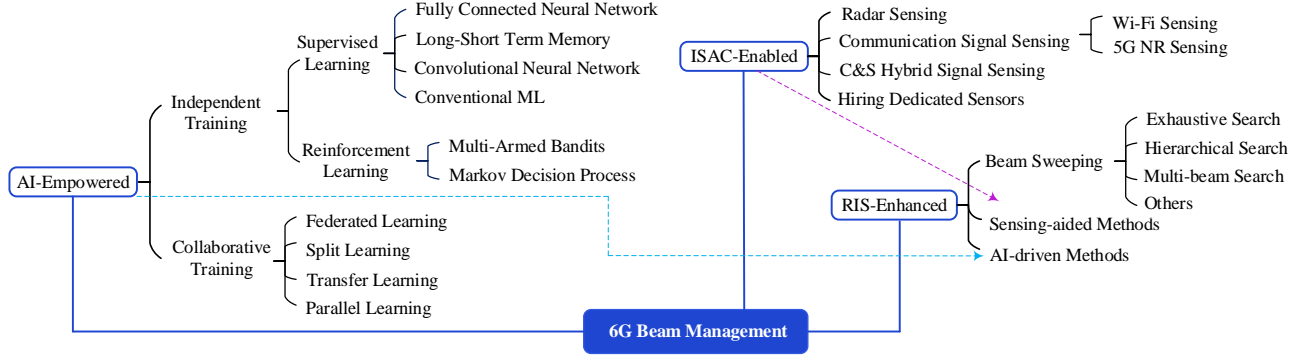 AI-Empowered
Independent
Training
Supervised
Learning
Fully Connected Neural Network
Long-Short Term Memory
Convolutional Neural Network
Conventional ML
Reinforcement
Learning
Multi-Armed Bandits
Markov Decision Process
Collaborative
Training
Federated Learning
Split Learning
Transfer Learning
Parallel Learning
ISAC-Enabled
Radar Sensing
Communication Signal Sensing
Wi-Fi Sensing
5G NR Sensing
C&S Hybrid Signal Sensing
Hiring Dedicated Sensors
RIS-Enhanced
Beam Sweeping
Exhaustive Search
Hierarchical Search
Multi-beam Search
Others
Sensing-aided Methods
AI-driven Methods
6G Beam Management